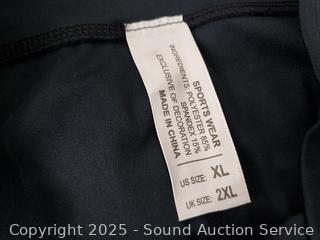 SPORTS WEAR
INGREDIENTS: POLYESTER 85%
SPANDEX 15%
EXCLUSIVE OF DECORATION
MADE IN CHINA
US SIZE: XL
UK SIZE: 2XL
Copyright 2025 - Sound Auction Service